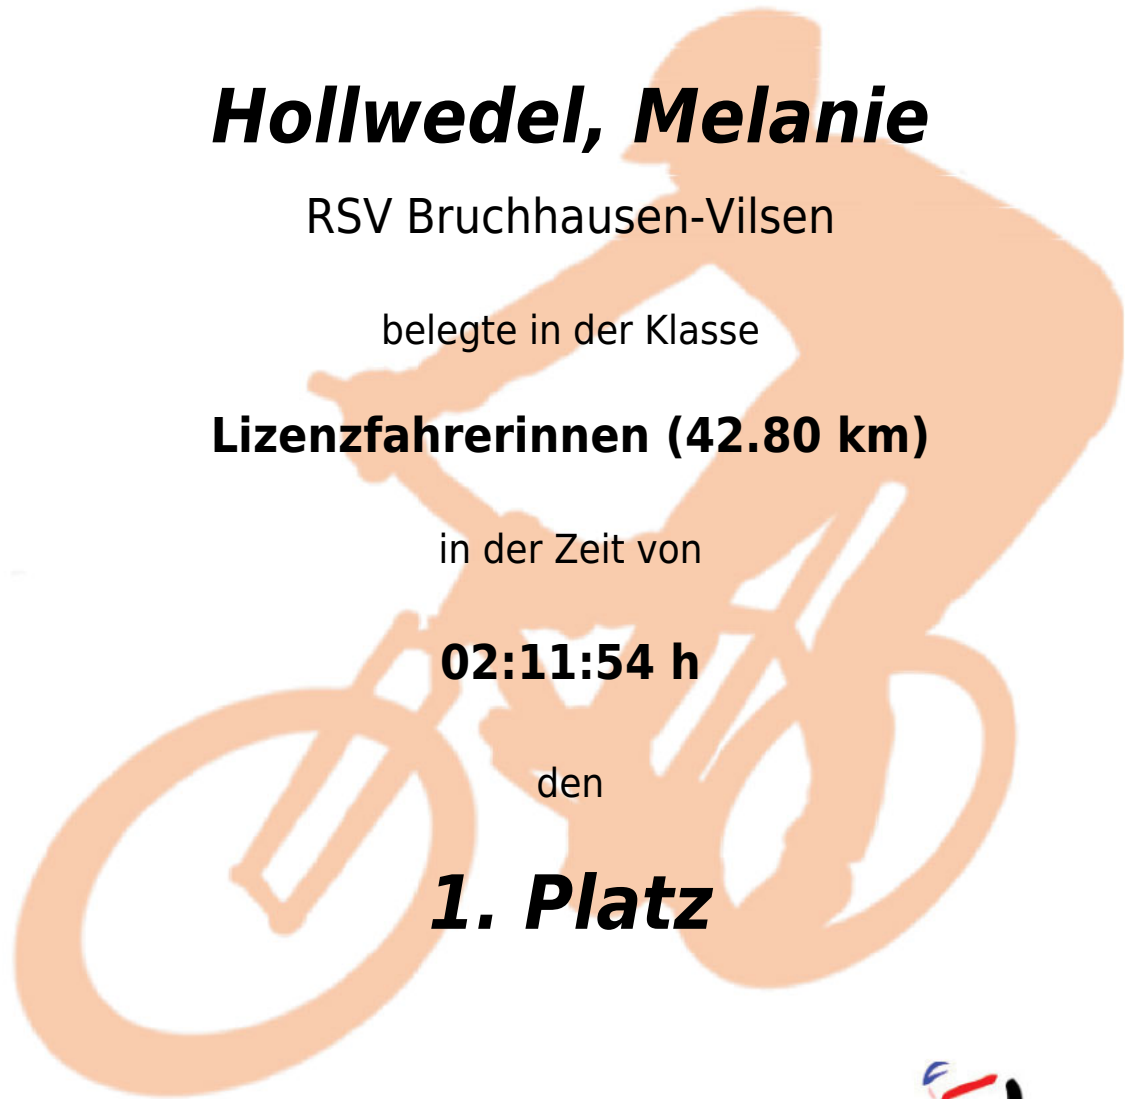 Hollwedel, Melanie
RSV Bruchhausen-Vilsen
belegte in der Klasse
Lizenzfahrerinnen (42.80 km)
in der Zeit von
02:11:54 h
den
1. Platz